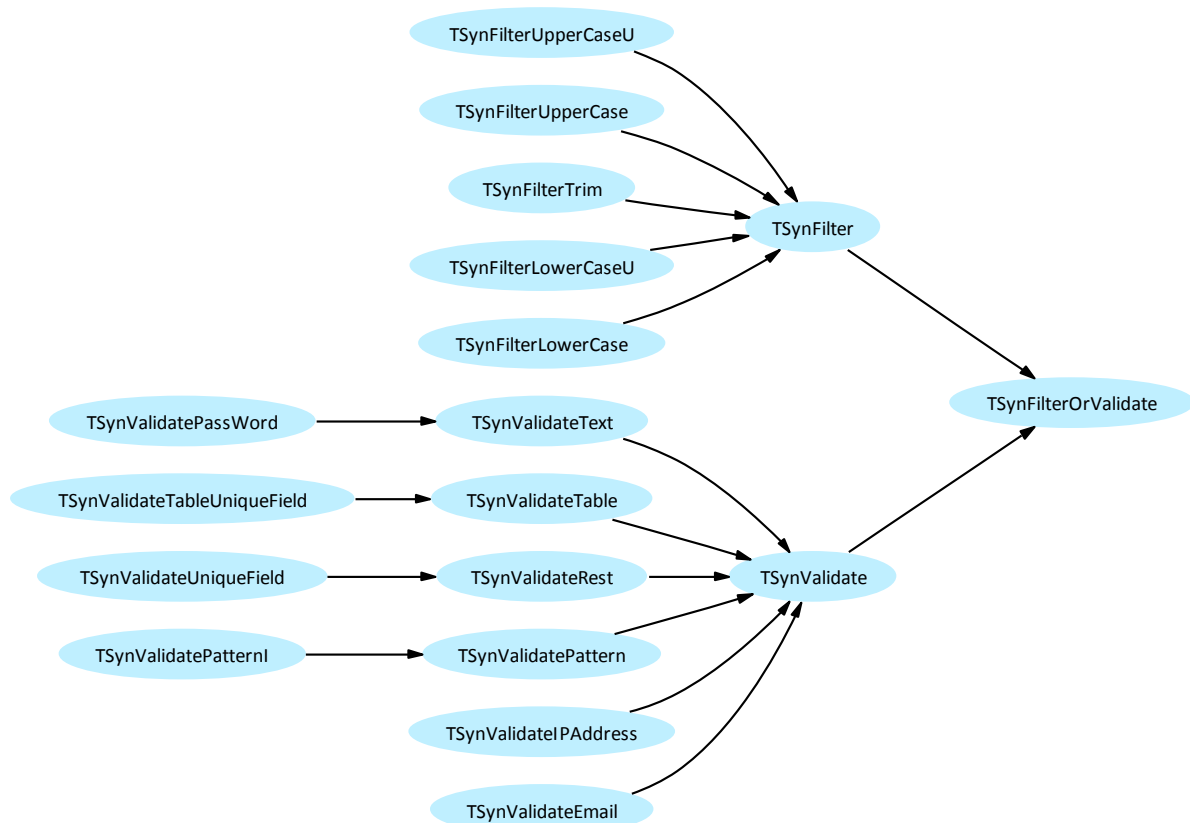 TSynFilterUpperCaseU
TSynFilterUpperCase
TSynFilterTrim
TSynFilter
TSynFilterLowerCaseU
TSynFilterLowerCase
TSynFilterOrValidate
TSynValidatePassWord
TSynValidateText
TSynValidateTableUniqueField
TSynValidateTable
TSynValidateUniqueField
TSynValidateRest
TSynValidate
TSynValidatePatternI
TSynValidatePattern
TSynValidateIPAddress
TSynValidateEmail